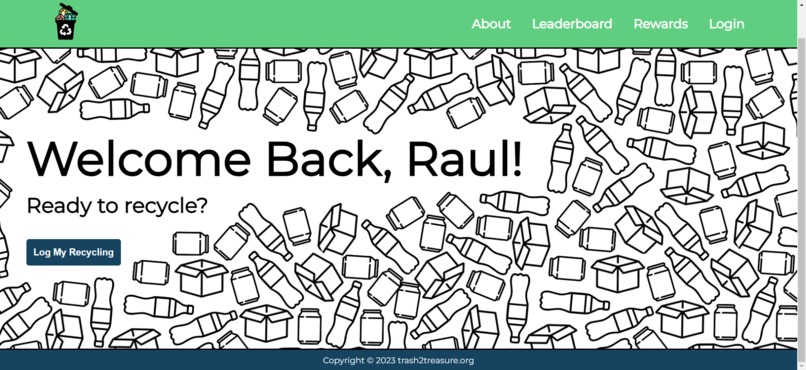 About Leaderboard Rewards Login
Welcome Back, Raul!
Ready to recycle?
Log My Recycling
Copyright © 2023 trash2treasure.org